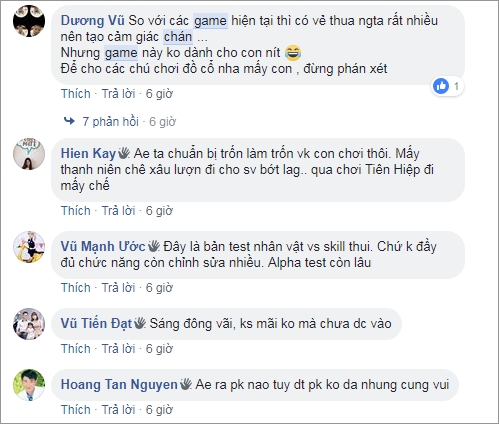 Dương Vũ So với các game hiện tại thì có vẻ thua ngta rất nhiều
nên tạo cảm giác chán ...
Nhưng game này ko dành cho con nít 😂
Để cho các chú chơi đồ cổ nha mấy con , đừng phán xét
1
Thích · Trả lời · 6 giờ
7 phản hồi · 6 giờ
Hien Kay Ae ta chuẩn bị trốn làm trốn vk con chơi thôi. Mấy
thanh niên chê xâu lượn đi cho sv bớt lag.. qua chơi Tiên Hiệp đi
mấy chế
Thích · Trả lời · 6 giờ
Vũ Mạnh Ước Đây là bản test nhân vật vs skill thui. Chứ k đầy
đủ chức năng còn chỉnh sửa nhiều. Alpha test còn lâu
Thích · Trả lời · 6 giờ
Vũ Tiến Đạt Sáng đông vãi, ks mãi ko mà chưa dc vào
Thích · Trả lời · 6 giờ
Hoang Tan Nguyen Ae ra pk nao tuy dt pk ko da nhung cung vui
Thích · Trả lời · 6 giờ